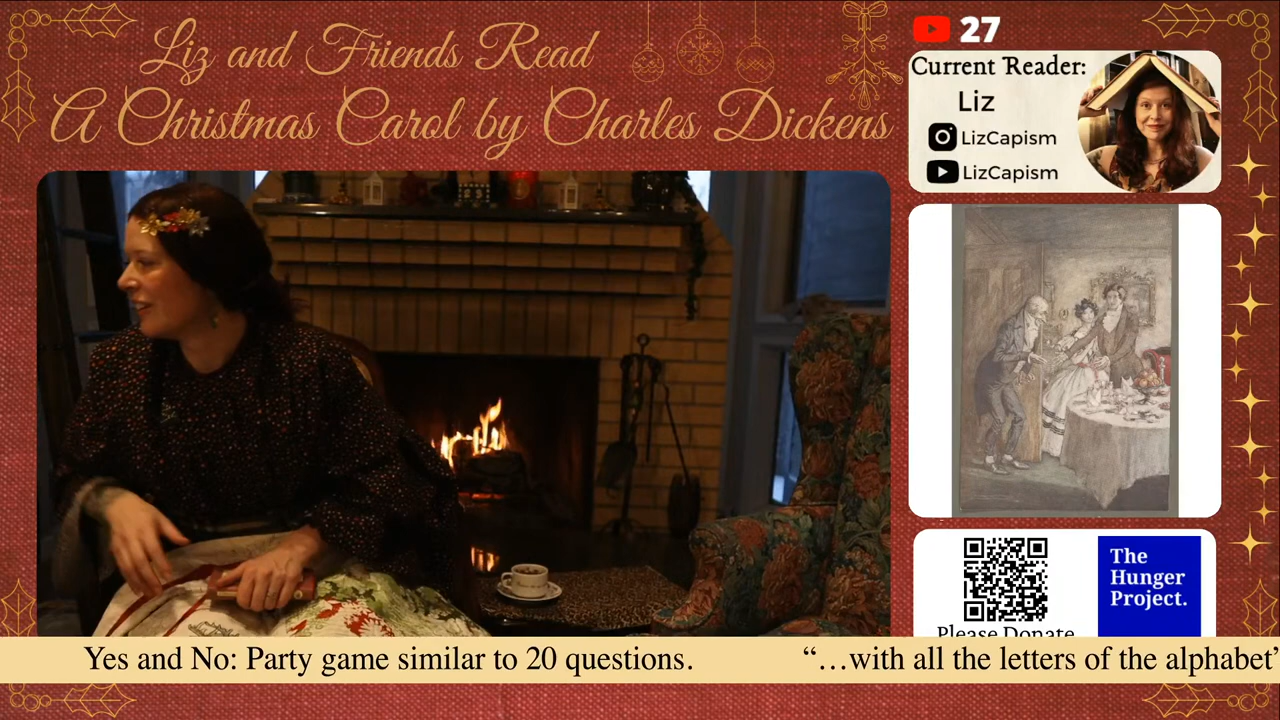 Liz and Friends Read
A Christmas Carol by Charles Dickens
27
Current Reader:
Liz
LizCapism
LizCapism
The
Hunger
Project.
Please Donate
Yes and No: Party game similar to 20 questions.
“…with all the letters of the alphabet”